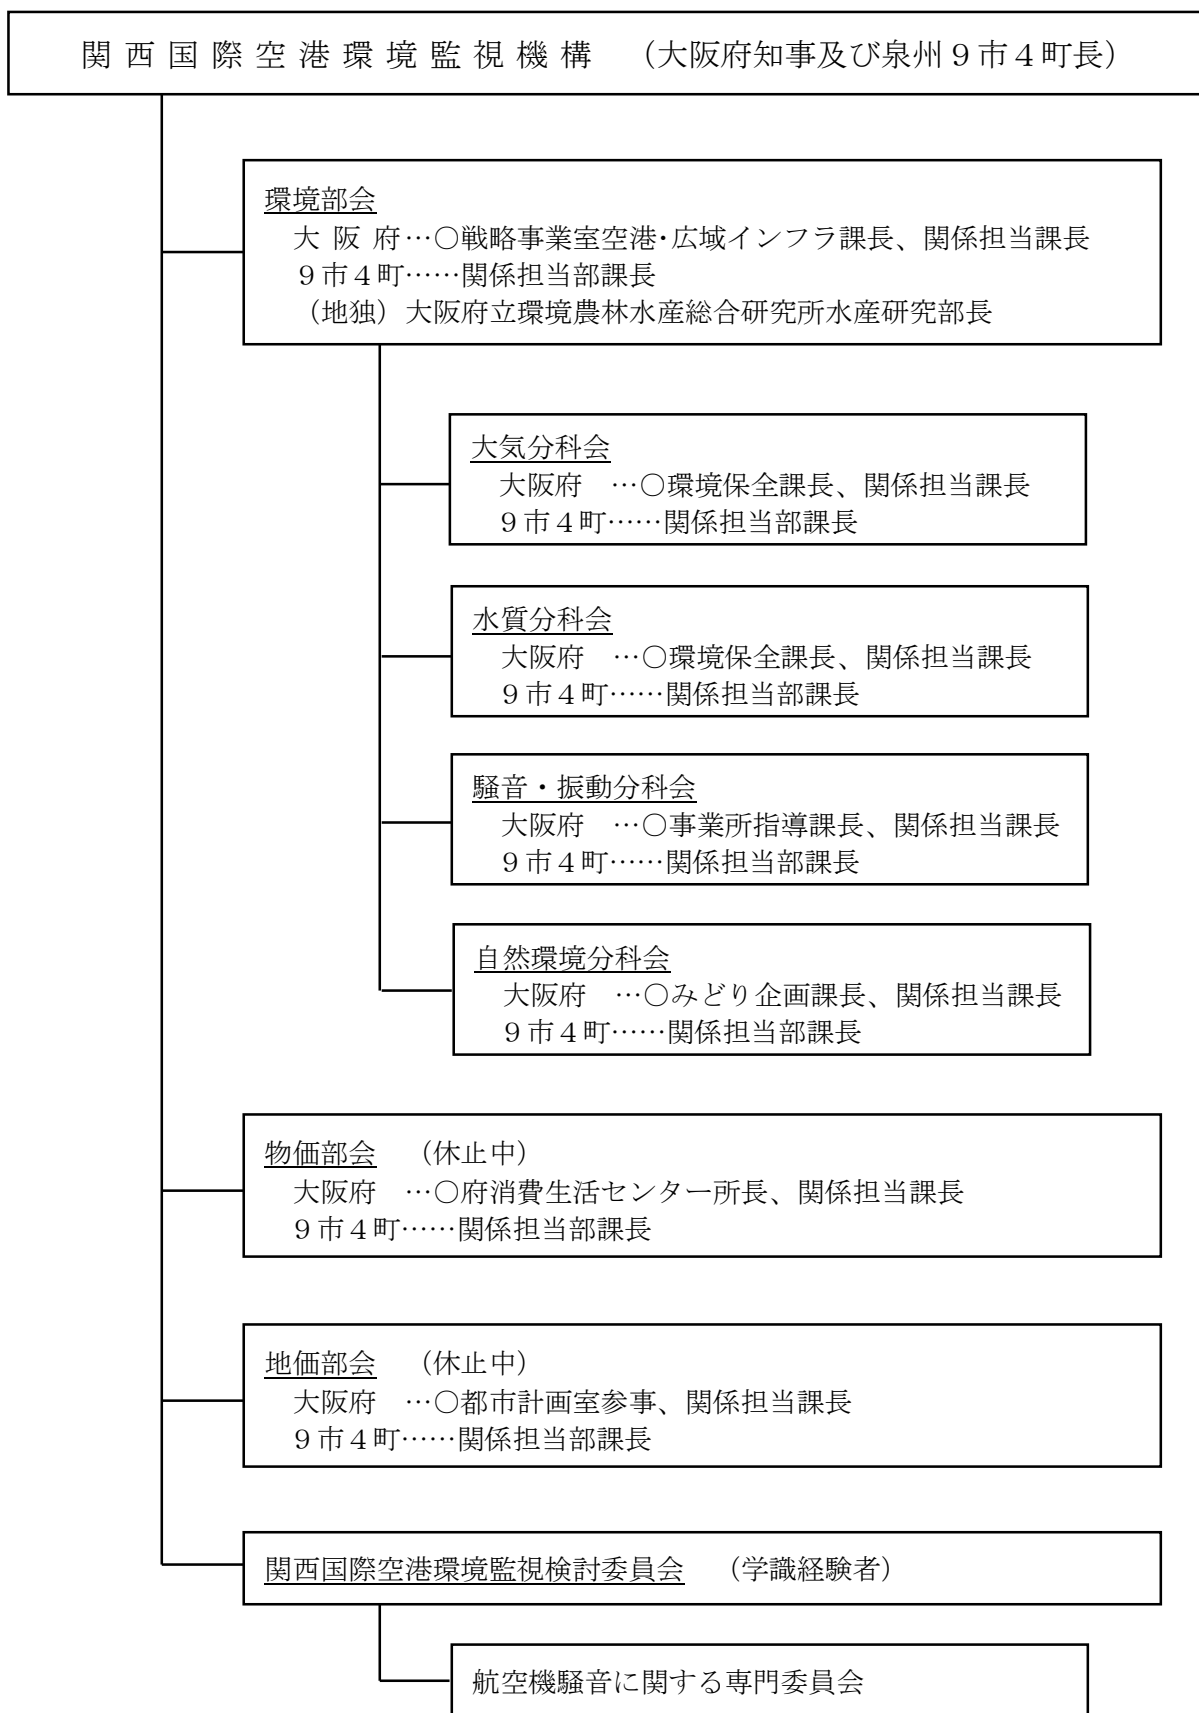 関西国際空港環境監視機構　（大阪府知事及び泉州９市４町長）
環境部会
大 阪 府…○戦略事業室空港・広域インフラ課長、関係担当課長
９市４町……関係担当部課長
（地独）大阪府立環境農林水産総合研究所水産研究部長
大気分科会
大阪府　…○環境保全課長、関係担当課長
９市４町……関係担当部課長
水質分科会
大阪府　…○環境保全課長、関係担当課長
９市４町……関係担当部課長
騒音・振動分科会
大阪府　…○事業所指導課長、関係担当課長
９市４町……関係担当部課長
自然環境分科会
大阪府　…○みどり企画課長、関係担当課長
９市４町……関係担当部課長
物価部会　（休止中）
大阪府　…○府消費生活センター所長、関係担当課長
９市４町……関係担当部課長
地価部会　（休止中）
大阪府　…○都市計画室参事、関係担当課長
９市４町……関係担当部課長
関西国際空港環境監視検討委員会　（学識経験者）
航空機騒音に関する専門委員会